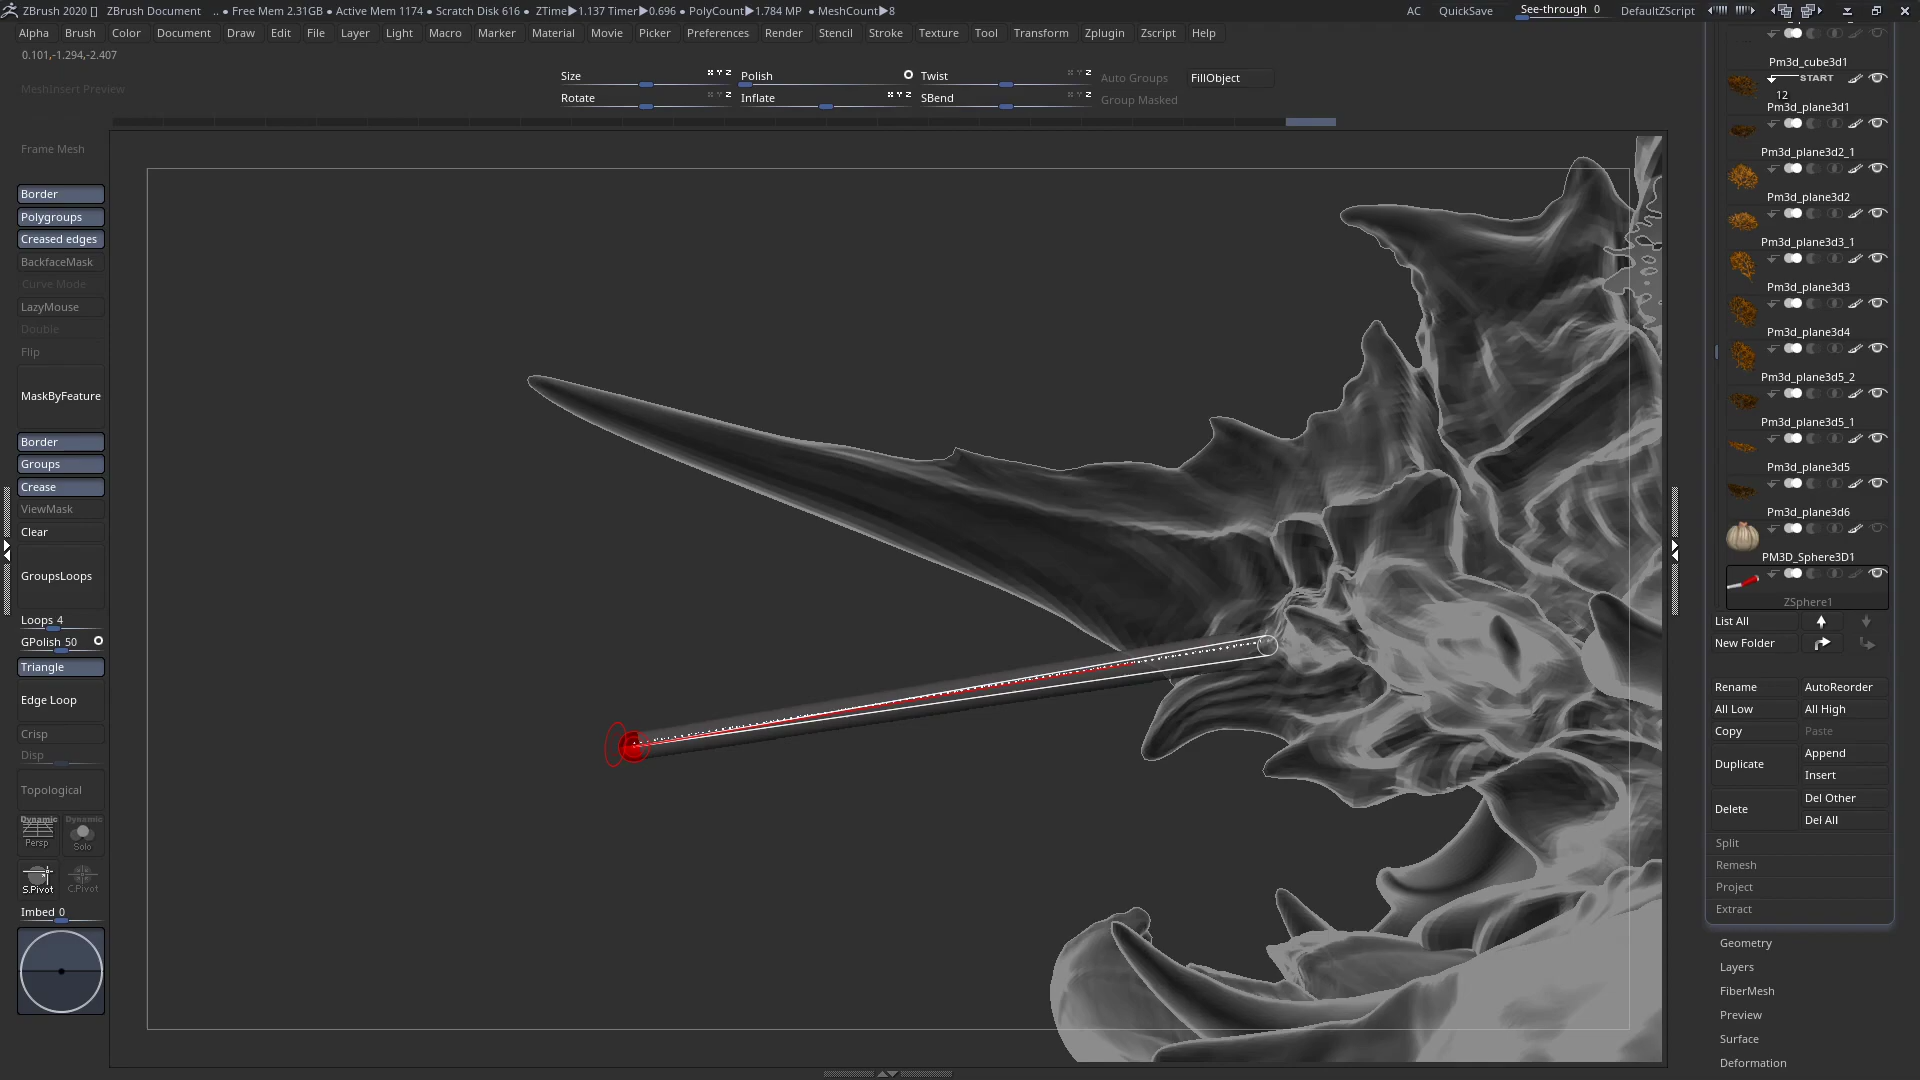 ZBrush 2020 [] ZBrush Document .. • Free Mem 2.31GB • Active Mem 1174 • Scratch Disk 616 • ZTime▶1.137 Timer▶0.696 • PolyCount▶1.784 MP • MeshCount▶8 AC QuickSave See-through 0 DefaultZScript
Alpha Brush Color Document Draw Edit File Layer Light Macro Marker Material Movie Picker Preferences Render Stencil Stroke Texture Tool Transform Zplugin Zscript Help
0.101,-1.294,-2.407
MeshInsert Preview
Size Polish Twist Auto Groups FillObject
Rotate Inflate SBend Group Masked
Frame Mesh
Border
Polygroups
Creased edges
BackfaceMask
Curve Mode
LazyMouse
Double
Flip
MaskByFeature
Border
Groups
Crease
ViewMask
Clear
GroupsLoops
Loops 4
GPolish 50
Triangle
Edge Loop
Crisp
Disp
Topological
Dynamic Dynamic
Persp Solo
S.Pivot C.Pivot
Imbed 0
Pm3d_cube3d1
START
12
Pm3d_plane3d1
Pm3d_plane3d2_1
Pm3d_plane3d2
Pm3d_plane3d3_1
Pm3d_plane3d3
Pm3d_plane3d4
Pm3d_plane3d5_2
Pm3d_plane3d5_1
Pm3d_plane3d5
Pm3d_plane3d6
PM3D_Sphere3D1
ZSphere1
List All
New Folder
Rename AutoReorder
All Low All High
Copy Paste
Duplicate Append
Insert
Delete Del Other
Del All
Split
Remesh
Project
Extract
Geometry
Layers
FiberMesh
Preview
Surface
Deformation